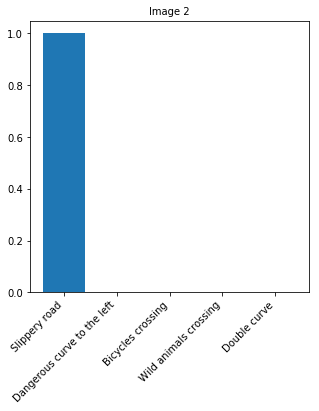 Image 2
1.0
0.8
0.6
0.4
0.2
0.0
Slippery road
Dangerous curve to the left
Bicycles crossing
Wild animals crossing
Double curve